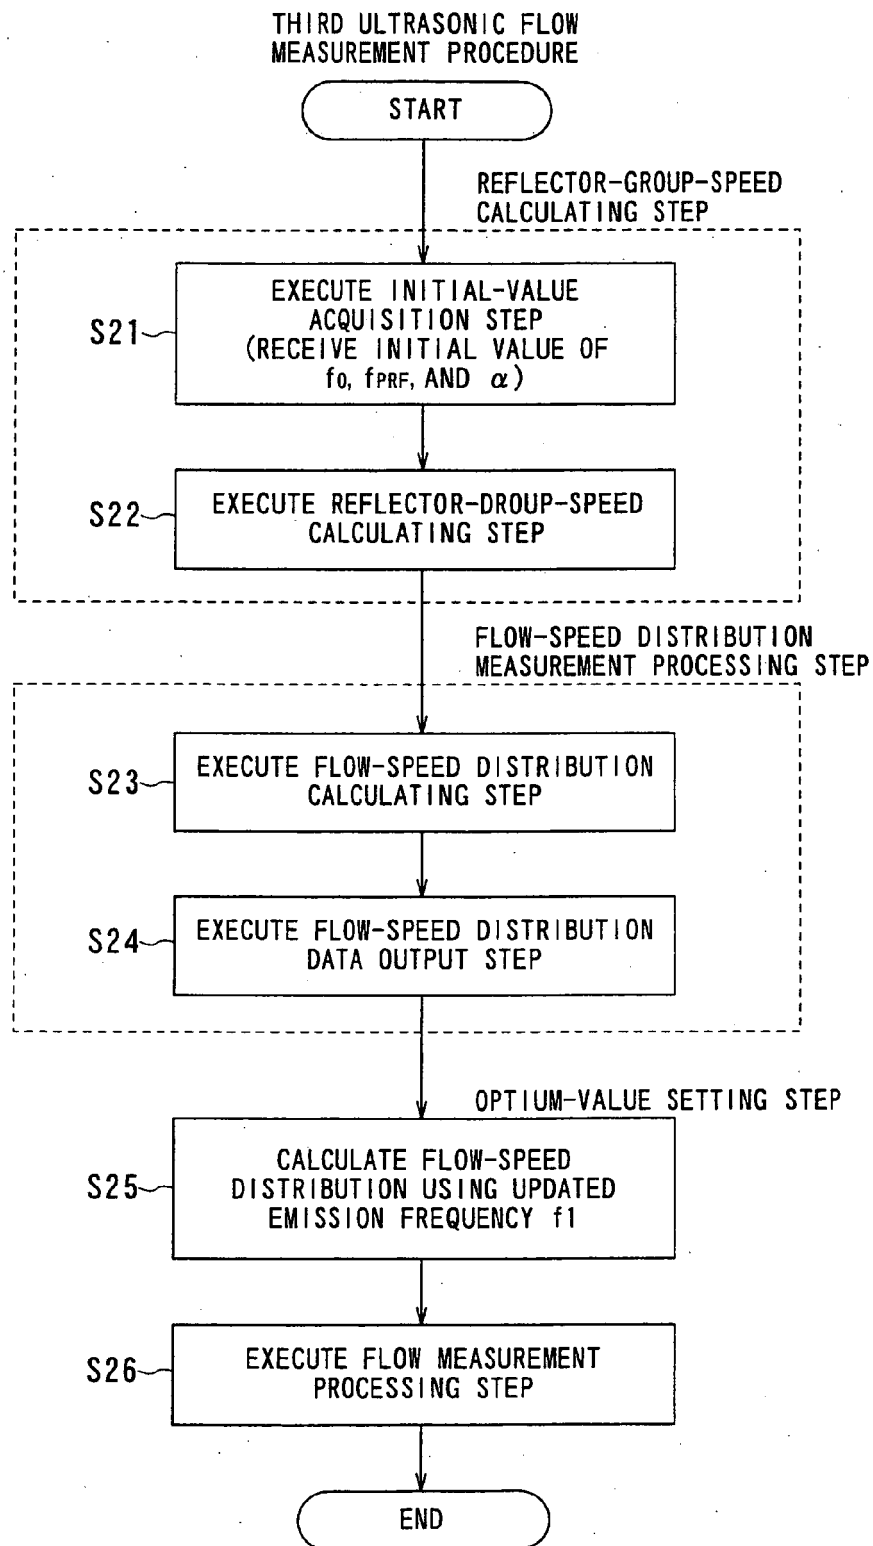 THIRD ULTRASONIC FLOW
MEASUREMENT PROCEDURE
START
REFLECTOR-GROUP-SPEED
CALCULATING STEP
S21
EXECUTE INITIAL-VALUE
ACQUISITION STEP
(RECEIVE INITIAL VALUE OF
f0, fPRF, AND α)
S22
EXECUTE REFLECTOR-DROUP-SPEED
CALCULATING STEP
FLOW-SPEED DISTRIBUTION
MEASUREMENT PROCESSING STEP
S23
EXECUTE FLOW-SPEED DISTRIBUTION
CALCULATING STEP
S24
EXECUTE FLOW-SPEED DISTRIBUTION
DATA OUTPUT STEP
OPTIUM-VALUE SETTING STEP
S25
CALCULATE FLOW-SPEED
DISTRIBUTION USING UPDATED
EMISSION FREQUENCY f1
S26
EXECUTE FLOW MEASUREMENT
PROCESSING STEP
END